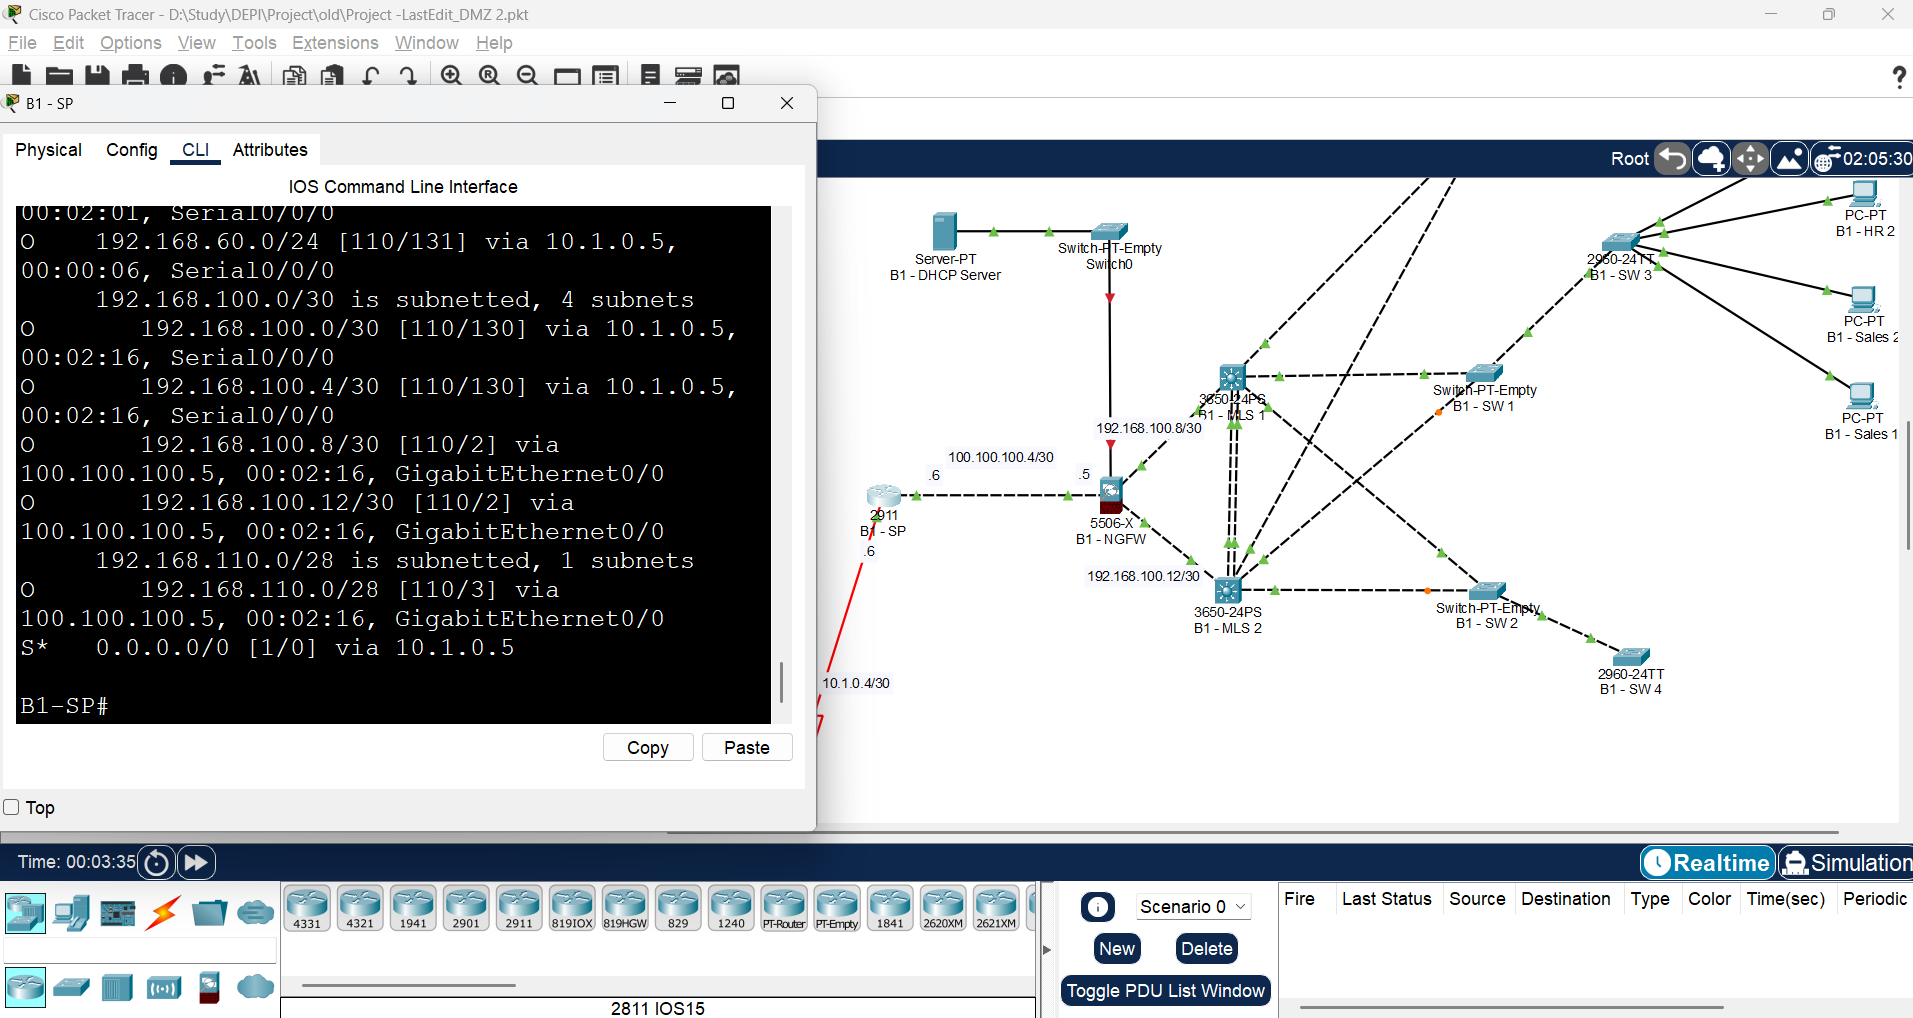 Cisco Packet Tracer - D:\Study\DEPI\Project\old\Project -LastEdit_DMZ 2.pkt
File Edit Options View Tools Extensions Window Help
B1 - SP
Physical Config CLI Attributes
IOS Command Line Interface
00:02:01, Serial0/0/0
O 192.168.60.0/24 [110/131] via 10.1.0.5,
00:00:06, Serial0/0/0
192.168.100.0/30 is subnetted, 4 subnets
O 192.168.100.0/30 [110/130] via 10.1.0.5,
00:02:16, Serial0/0/0
O 192.168.100.4/30 [110/130] via 10.1.0.5,
00:02:16, Serial0/0/0
O 192.168.100.8/30 [110/2] via
100.100.100.5, 00:02:16, GigabitEthernet0/0
O 192.168.100.12/30 [110/2] via
100.100.100.5, 00:02:16, GigabitEthernet0/0
192.168.110.0/28 is subnetted, 1 subnets
O 192.168.110.0/28 [110/3] via
100.100.100.5, 00:02:16, GigabitEthernet0/0
S* 0.0.0.0/0 [1/0] via 10.1.0.5
B1-SP#
Copy Paste
Top
Root 02:05:30
Server-PT
B1 - DHCP Server
Switch-PT-Empty
Switch0
PC-PT
B1 - HR 2
2960-24TT
B1 - SW 3
PC-PT
B1 - Sales 2
PC-PT
B1 - Sales 1
3650-24PS
B1 - MLS 1
Switch-PT-Empty
B1 - SW 1
192.168.100.8/30
100.100.100.4/30
.6
.5
2911
B1 - SP
.6
5506-X
B1 - NGFW
192.168.100.12/30
3650-24PS
B1 - MLS 2
Switch-PT-Empty
B1 - SW 2
2960-24TT
B1 - SW 4
10.1.0.4/30
Time: 00:03:35
Realtime Simulation
4331 4321 1941 2901 2911 819IOX 819HGW 829 1240 PT-Router PT-Empty 1841 2620XM 2621XM
2811 IOS15
Scenario 0
New Delete
Toggle PDU List Window
Fire Last Status Source Destination Type Color Time(sec) Periodic